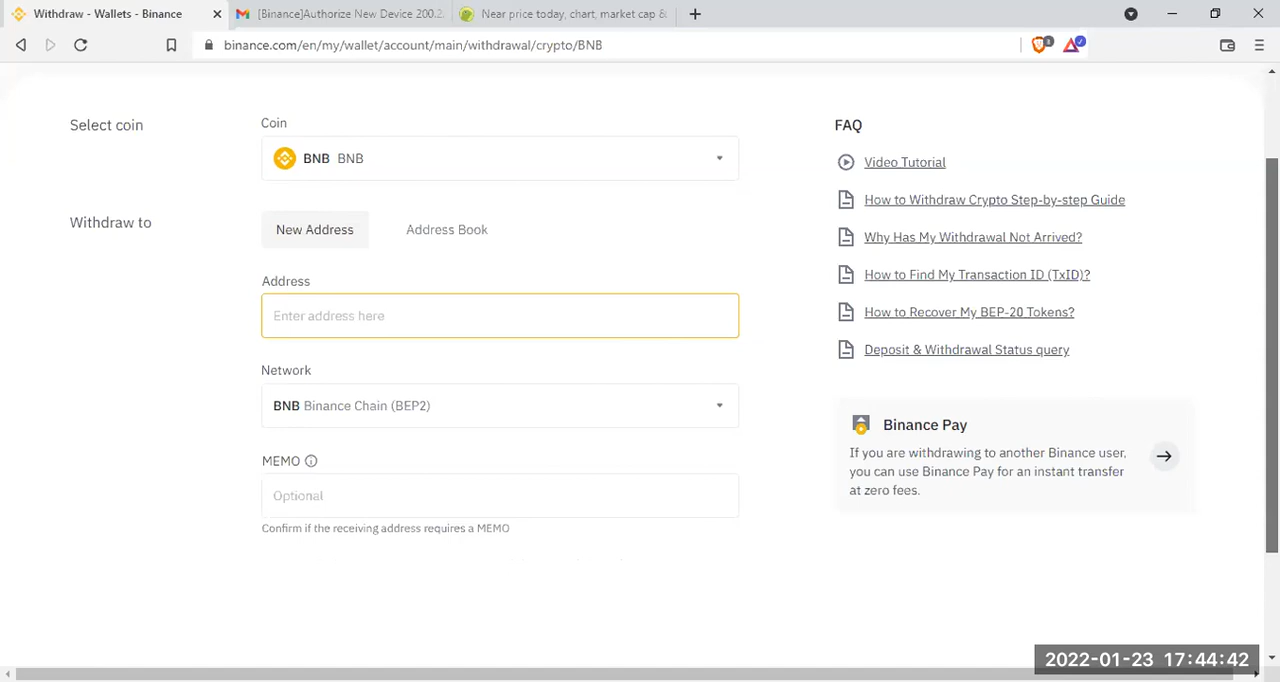 Withdraw - Wallets - Binance
[Binance]Authorize New Device 200.2
Near price today, chart, market cap &
binance.com/en/my/wallet/account/main/withdrawal/crypto/BNB
Select coin
Coin
BNB BNB
Withdraw to
New Address
Address Book
Address
Enter address here
Network
BNB Binance Chain (BEP2)
MEMO
Optional
Confirm if the receiving address requires a MEMO
FAQ
Video Tutorial
How to Withdraw Crypto Step-by-step Guide
Why Has My Withdrawal Not Arrived?
How to Find My Transaction ID (TxID)?
How to Recover My BEP-20 Tokens?
Deposit & Withdrawal Status query
Binance Pay
If you are withdrawing to another Binance user,
you can use Binance Pay for an instant transfer
at zero fees.
2022-01-23 17:44:42